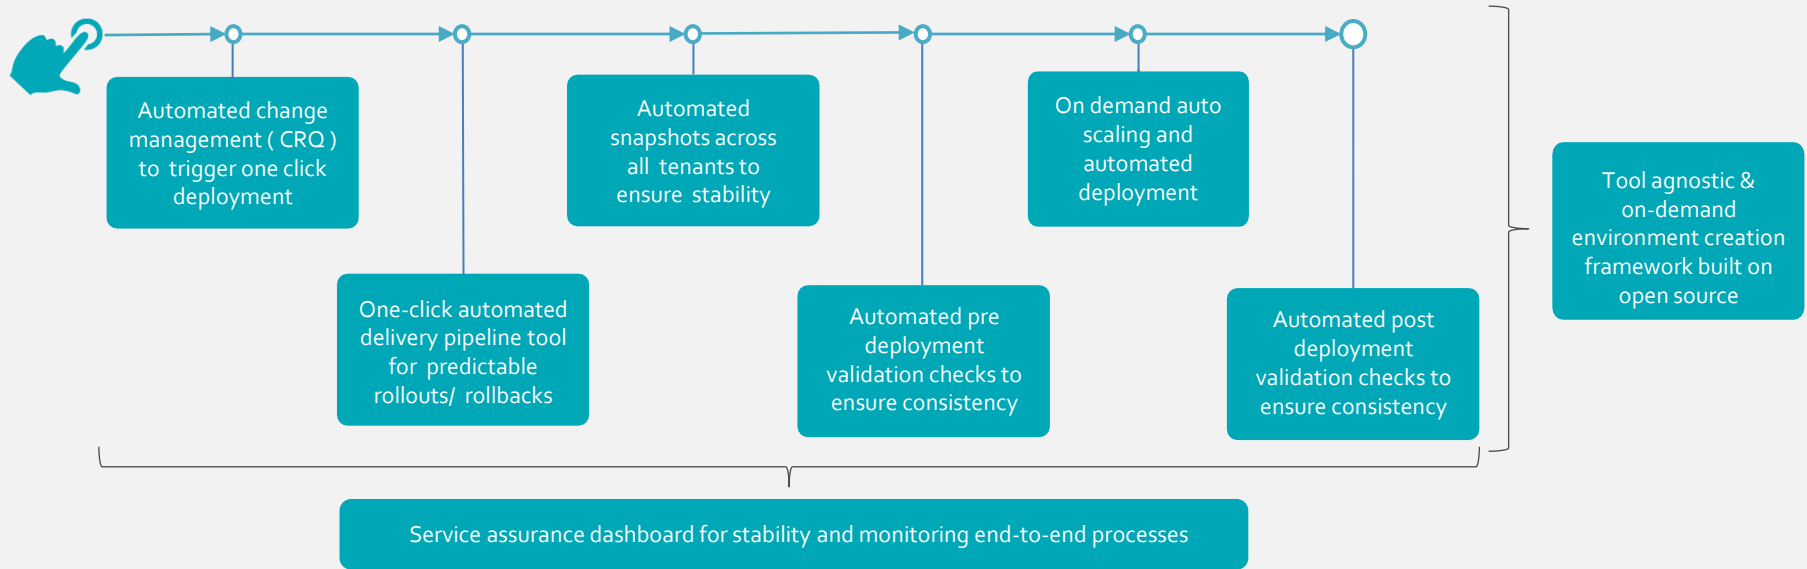 Automated change
management ( CRQ )
to trigger one click
deployment
One-click automated
delivery pipeline tool
for predictable
rollouts/ rollbacks
Automated
snapshots across
all tenants to
ensure stability
Automated pre
deployment
validation checks to
ensure consistency
On demand auto
scaling and
automated
deployment
Automated post
deployment
validation checks to
ensure consistency
Tool agnostic &
on-demand
environment creation
framework built on
open source
Service assurance dashboard for stability and monitoring end-to-end processes